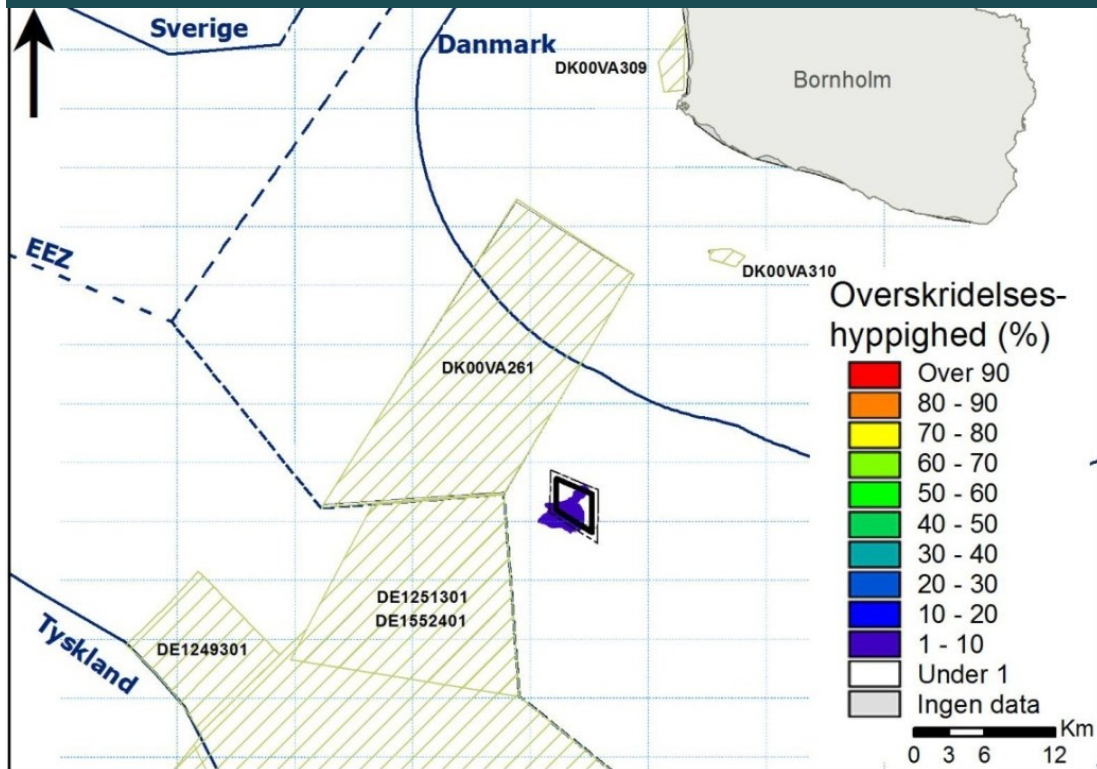 Sverige
Danmark
DK00VA309
Bornholm
EEZ
DK00VA310
Overskridelses-
hyppighed (%)
DK00VA261
Over 90
80 - 90
70 - 80
60 - 70
50 - 60
40 - 50
30 - 40
20 - 30
10 - 20
1 - 10
Under 1
Ingen data
Km
0 3 6 12
DE1251301
DE1552401
DE1249301
Tyskland